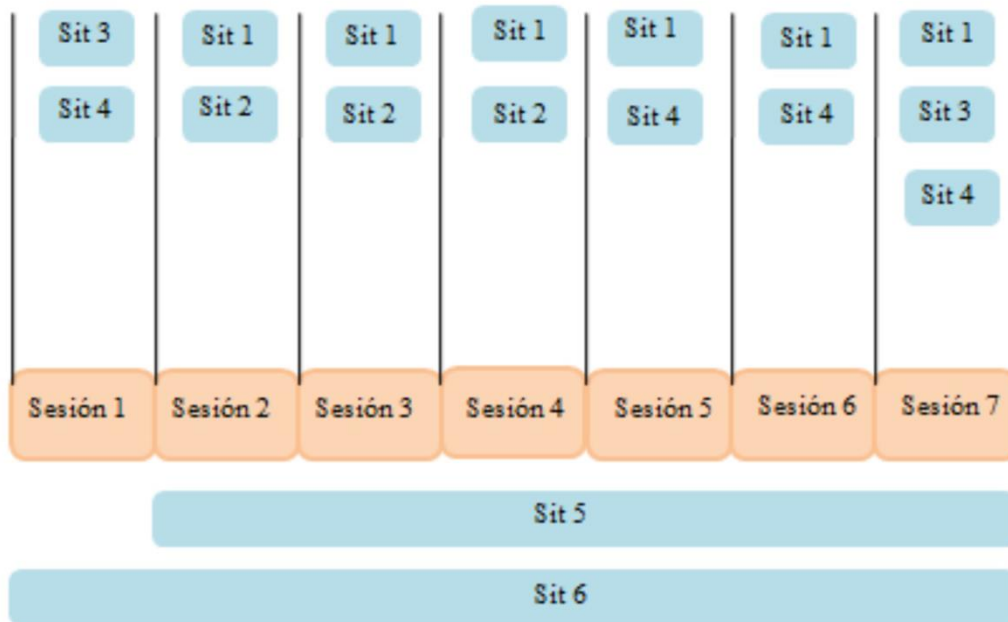 Sit 3 Sit 1 Sit 1 Sit 1 Sit 1 Sit 1 Sit 1
Sit 4 Sit 2 Sit 2 Sit 2 Sit 4 Sit 4 Sit 3
Sit 4
Sesión 1 Sesión 2 Sesión 3 Sesión 4 Sesión 5 Sesión 6 Sesión 7
Sit 5
Sit 6